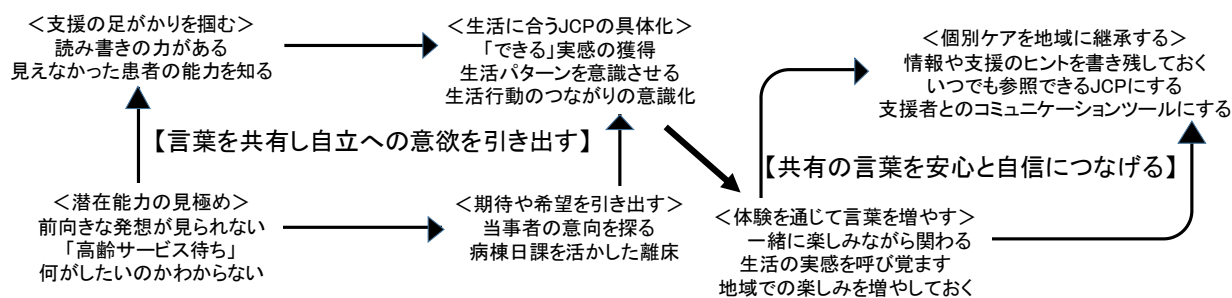 ＜支援の足がかりを掴む＞
読み書きの力がある
見えなかった患者の能力を知る
＜生活に合うJCPの具体化＞
「できる」実感の獲得
生活パターンを意識させる
生活行動のつながりの意識化
＜個別ケアを地域に継承する＞
情報や支援のヒントを書き残しておく
いつでも参照できるJCPにする
支援者とのコミュニケーションツールにする
【言葉を共有し自立への意欲を引き出す】
【共有の言葉を安心と自信につなげる】
＜潜在能力の見極め＞
前向きな発想が見られない
「高齢サービス待ち」
何がしたいのかわからない
＜期待や希望を引き出す＞
当事者の意向を探る
病棟日課を活かした離床
＜体験を通じて言葉を増やす＞
一緒に楽しみながら関わる
生活の実感を呼び覚ます
地域での楽しみを増やしておく